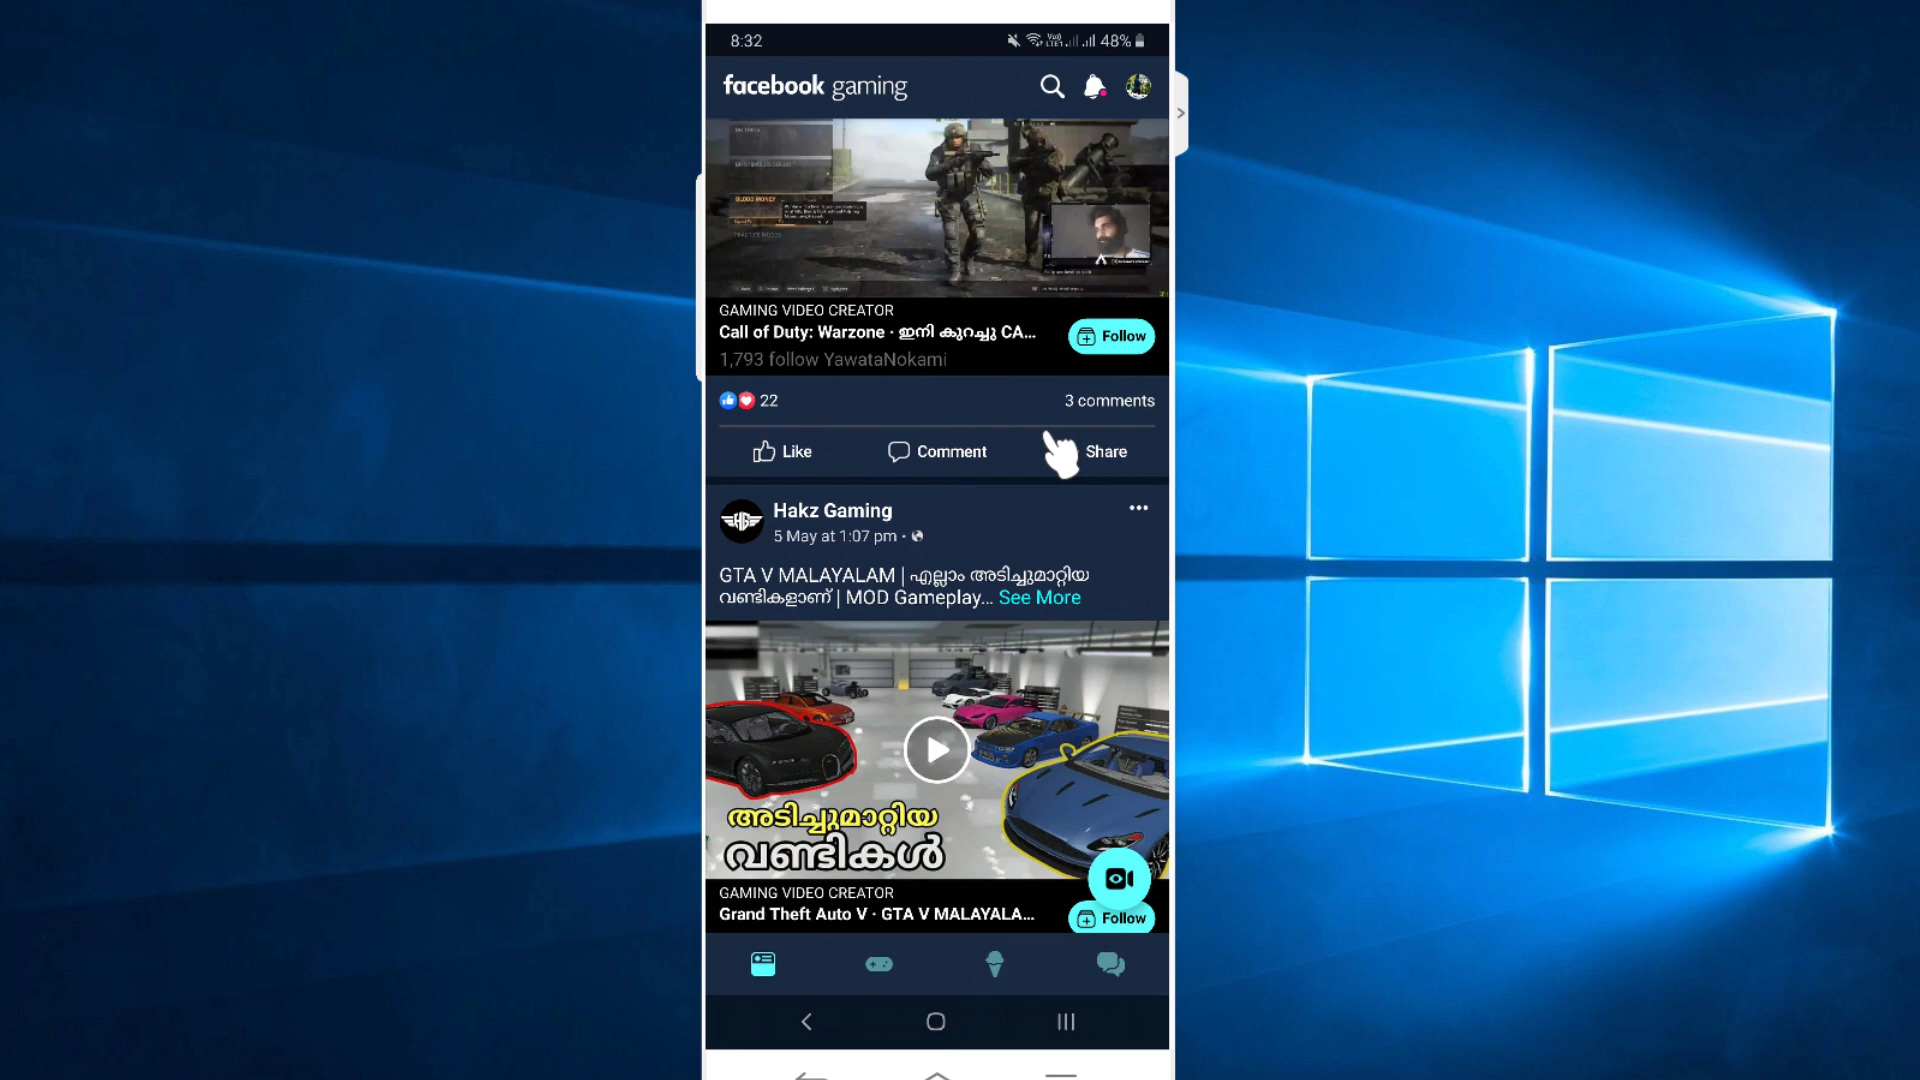 8:32
48%
facebook gaming
BLOOD MONEY
GAMING VIDEO CREATOR
Call of Duty: Warzone · ഇനി കുറച്ചു CA...
Follow
1,793 follow YawataNokami
22
3 comments
Like
Comment
Share
Hakz Gaming
5 May at 1:07 pm ·
GTA V MALAYALAM | എല്ലാം അടിച്ചുമാറ്റിയ
വണ്ടികളാണ് | MOD Gameplay... See More
അടിച്ചുമാറ്റിയ
വണ്ടികൾ
GAMING VIDEO CREATOR
Grand Theft Auto V · GTA V MALAYALA...
Follow